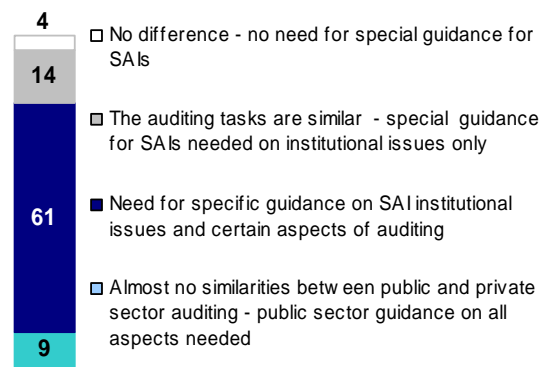 4
No difference - no need for special guidance for
SAIs
14
The auditing tasks are similar - special guidance
for SAIs needed on institutional issues only
61
Need for specific guidance on SAI institutional
issues and certain aspects of auditing
Almost no similarities between public and private
sector auditing - public sector guidance on all
aspects needed
9